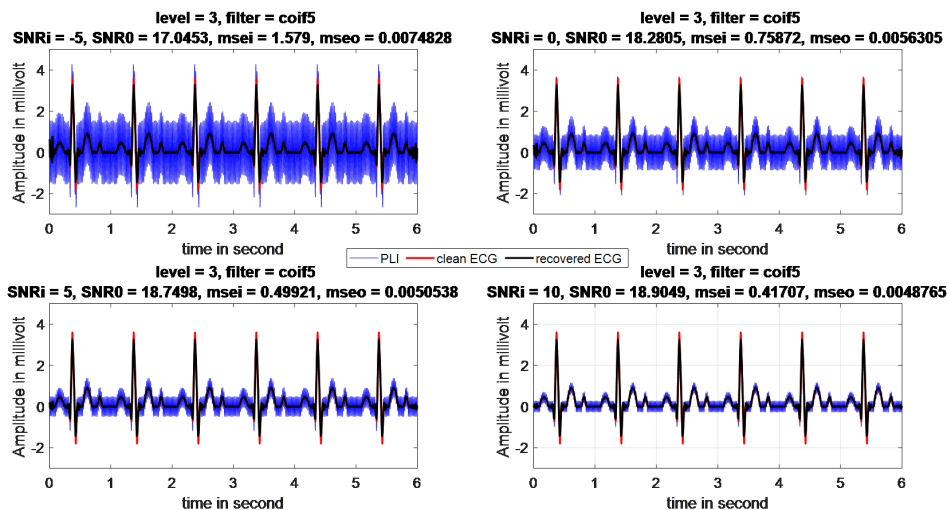 level = 3, filter = coif5
SNRi = -5, SNR0 = 17.0453, msei = 1.579, mseo = 0.0074828
4
2
0
-2
Amplitude in millivolt
0 1 2 3 4 5 6
time in second
level = 3, filter = coif5
SNRi = 0, SNR0 = 18.2805, msei = 0.75872, mseo = 0.0056305
4
2
0
-2
Amplitude in millivolt
0 1 2 3 4 5 6
time in second
PLI clean ECG recovered ECG
level = 3, filter = coif5
SNRi = 5, SNR0 = 18.7498, msei = 0.49921, mseo = 0.0050538
4
2
0
-2
Amplitude in millivolt
0 1 2 3 4 5 6
time in second
level = 3, filter = coif5
SNRi = 10, SNR0 = 18.9049, msei = 0.41707, mseo = 0.0048765
4
2
0
-2
Amplitude in millivolt
0 1 2 3 4 5 6
time in second